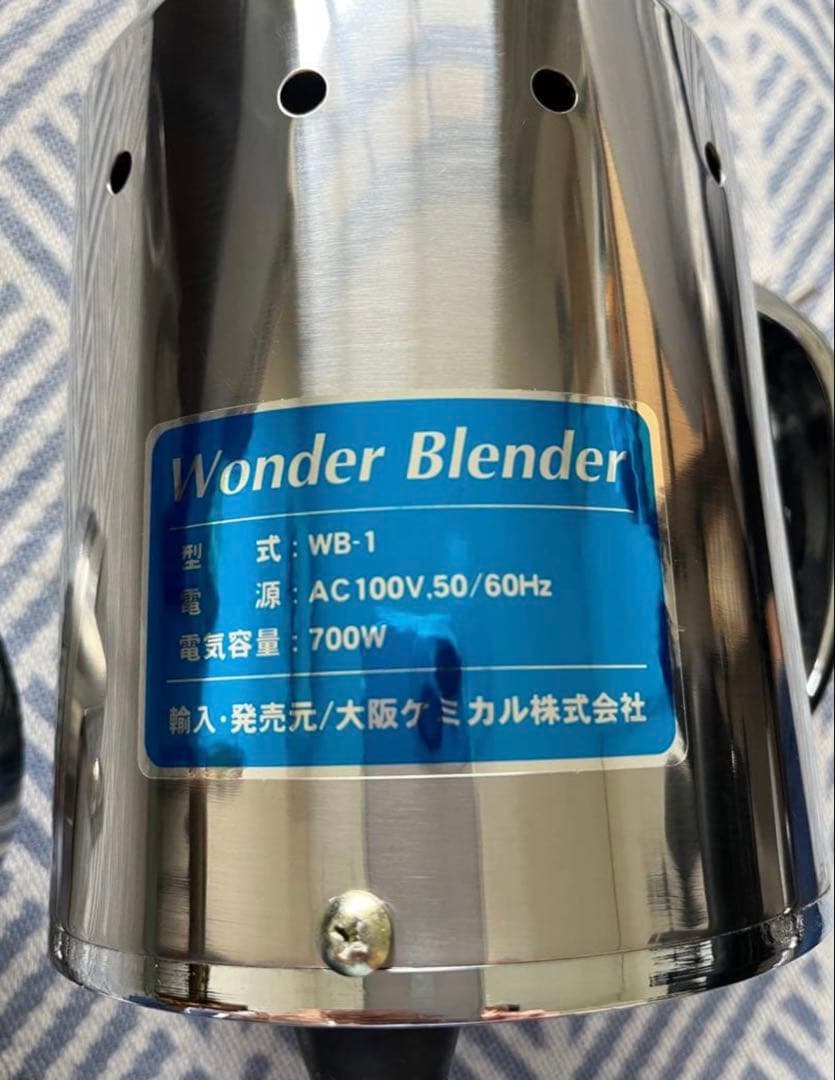 Wonder Blender
型 式：WB-1
電 源：AC100V.50/60Hz
電気容量：700W
輸入・発売元/大阪ケミカル株式会社